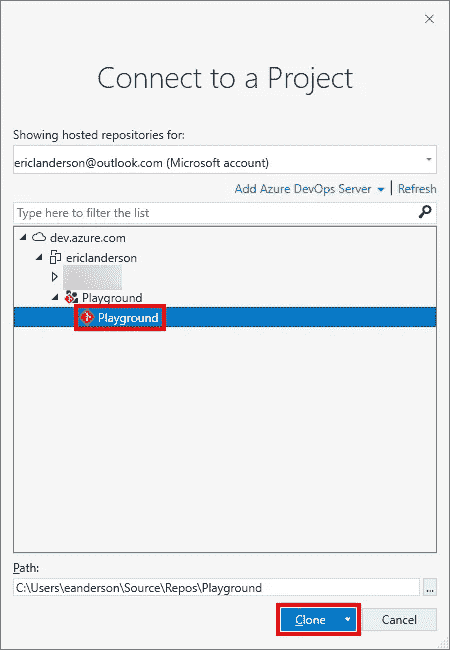 Connect to a Project
Showing hosted repositories for:
ericlanderson@outlook.com (Microsoft account)
Add Azure DevOps Server | Refresh
Type here to filter the list
dev.azure.com
ericlanderson
Playground
Playground
Path:
C:\Users\eanderson\Source\Repos\Playground
...
Clone Cancel